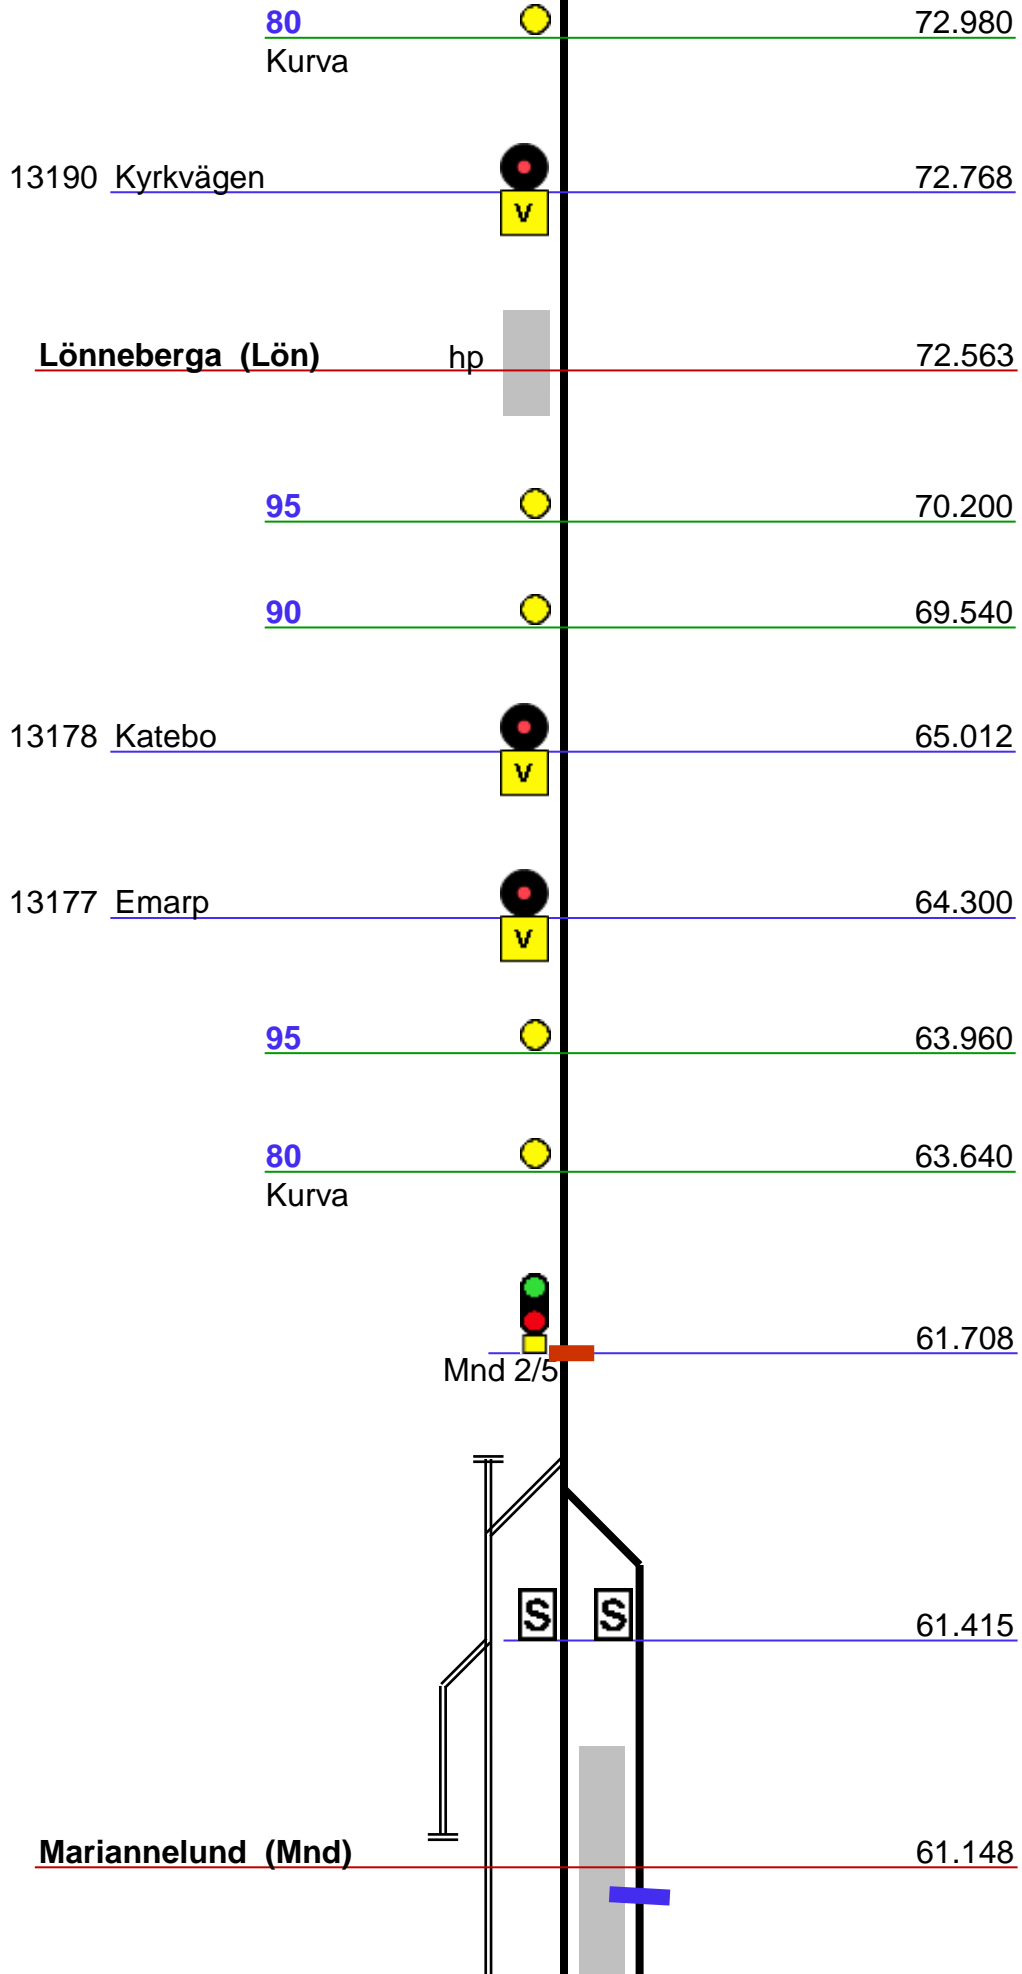 80 72.980
Kurva
13190 Kyrkvägen 72.768
V
Lönneberga (Lön) hp 72.563
95 70.200
90 69.540
13178 Katebo 65.012
V
13177 Emarp 64.300
V
95 63.960
80 63.640
Kurva
61.708
Mnd 2/5
S S 61.415
Mariannelund (Mnd) 61.148